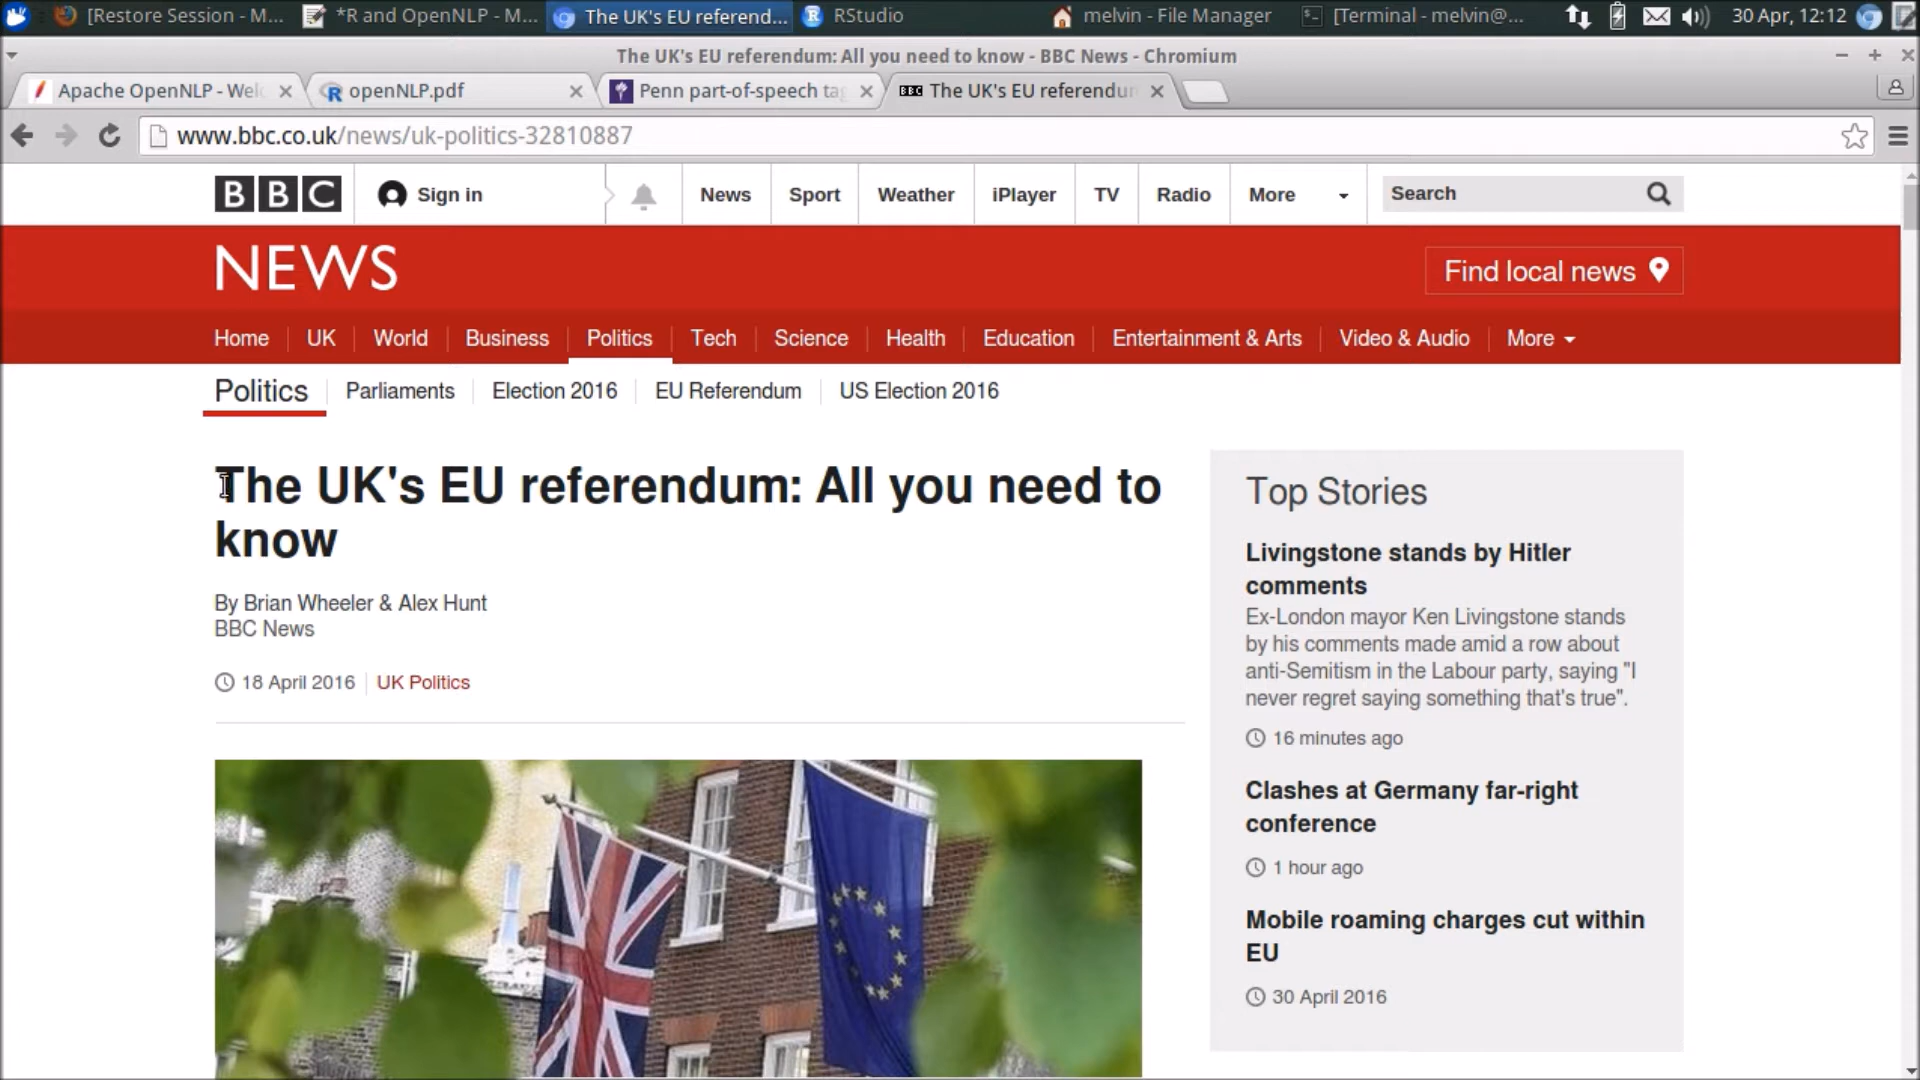 [Restore Session - M...
*R and OpenNLP - M...
The UK's EU referend...
RStudio
melvin - File Manager
[Terminal - melvin@...
30 Apr, 12:12
The UK's EU referendum: All you need to know - BBC News - Chromium
Apache OpenNLP - Wel
openNLP.pdf
Penn part-of-speech ta
BBC The UK's EU referendu
www.bbc.co.uk/news/uk-politics-32810887
BBC
Sign in
News
Sport
Weather
iPlayer
TV
Radio
More
Search
NEWS
Find local news
Home
UK
World
Business
Politics
Tech
Science
Health
Education
Entertainment & Arts
Video & Audio
More
Politics
Parliaments
Election 2016
EU Referendum
US Election 2016
The UK's EU referendum: All you need to
know
By Brian Wheeler & Alex Hunt
BBC News
18 April 2016
UK Politics
Top Stories
Livingstone stands by Hitler
comments
Ex-London mayor Ken Livingstone stands
by his comments made amid a row about
anti-Semitism in the Labour party, saying "I
never regret saying something that's true".
16 minutes ago
Clashes at Germany far-right
conference
1 hour ago
Mobile roaming charges cut within
EU
30 April 2016